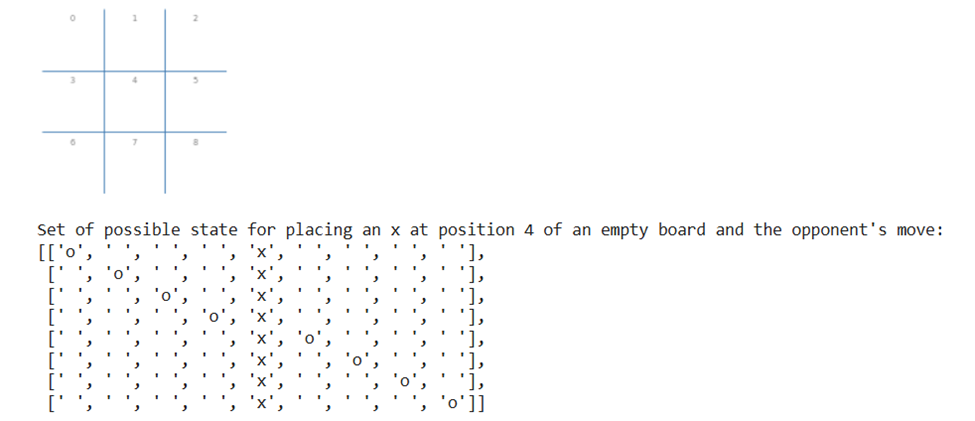 0 1 2
3 4 5
6 7 8
Set of possible state for placing an x at position 4 of an empty board and the opponent's move:
[['o', ' ', ' ', ' ', 'x', ' ', ' ', ' ', ' '],
[' ', 'o', ' ', ' ', 'x', ' ', ' ', ' ', ' '],
[' ', ' ', 'o', ' ', 'x', ' ', ' ', ' ', ' '],
[' ', ' ', ' ', 'o', 'x', ' ', ' ', ' ', ' '],
[' ', ' ', ' ', ' ', 'x', 'o', ' ', ' ', ' '],
[' ', ' ', ' ', ' ', 'x', ' ', 'o', ' ', ' '],
[' ', ' ', ' ', ' ', 'x', ' ', ' ', 'o', ' '],
[' ', ' ', ' ', ' ', 'x', ' ', ' ', ' ', 'o']]